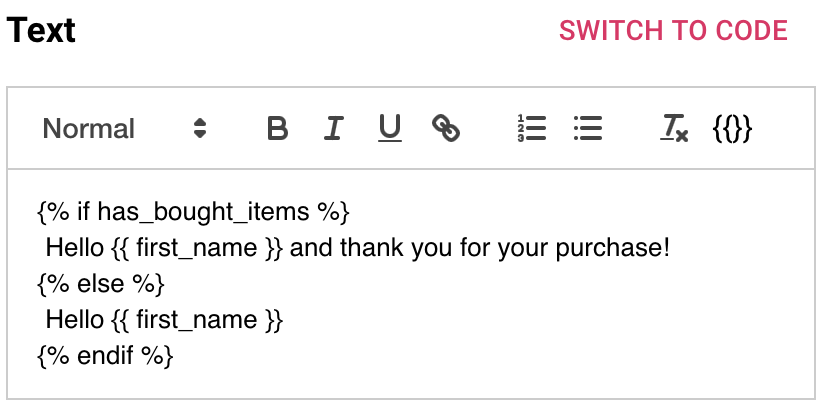 Text
SWITCH TO CODE
Normal B I U {{}}
{% if has_bought_items %}
Hello {{ first_name }} and thank you for your purchase!
{% else %}
Hello {{ first_name }}
{% endif %}